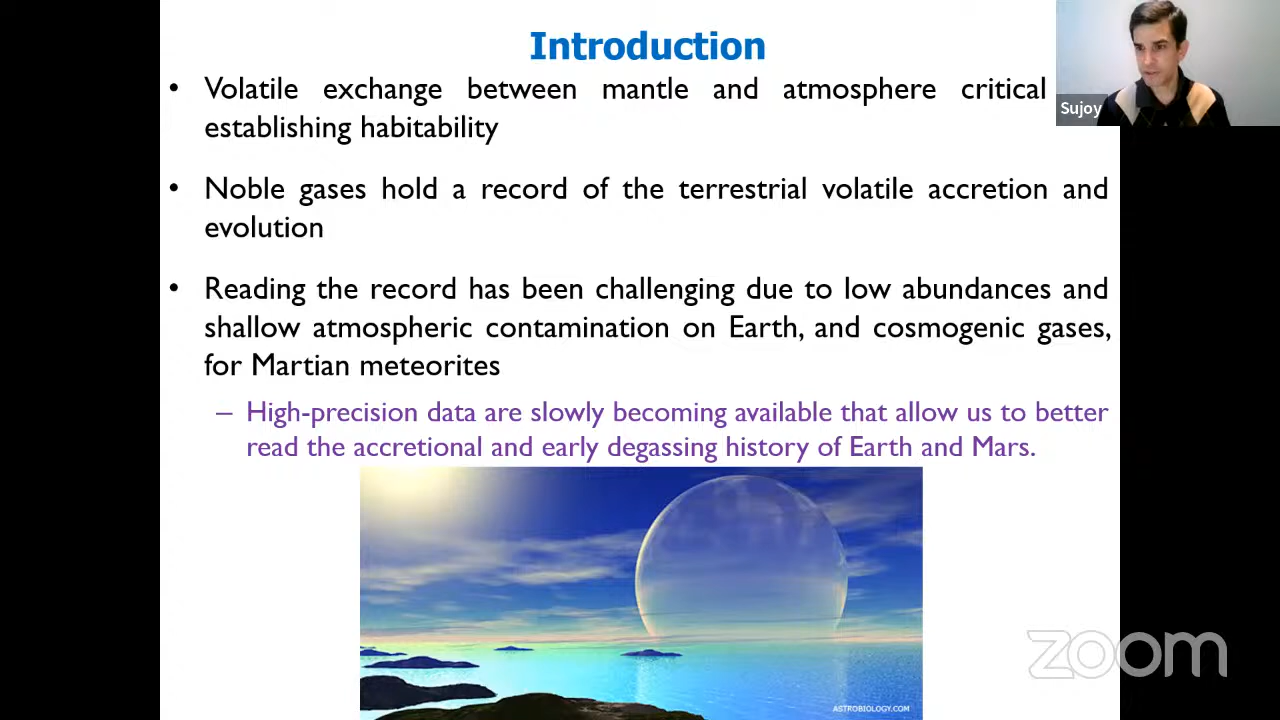 Introduction
• Volatile exchange between mantle and atmosphere critical
establishing habitability
• Noble gases hold a record of the terrestrial volatile accretion and
evolution
• Reading the record has been challenging due to low abundances and
shallow atmospheric contamination on Earth, and cosmogenic gases,
for Martian meteorites
– High-precision data are slowly becoming available that allow us to better
read the accretional and early degassing history of Earth and Mars.
Sujoy
ASTROBIOLOGY.COM
zoom